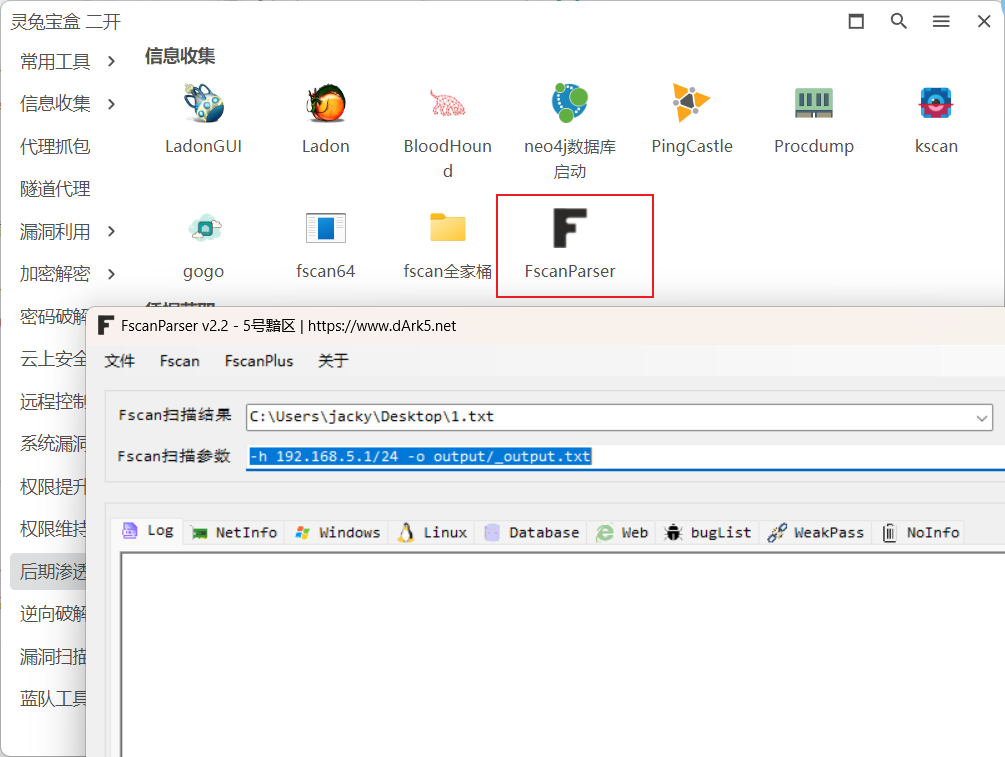 灵兔宝盒 二开
常用工具
信息收集
代理抓包
隧道代理
漏洞利用
加密解密
密码破解
云上安全
远程控制
系统漏洞
权限提升
权限维持
后期渗透
逆向破解
漏洞扫描
蓝队工具
信息收集
LadonGUI
Ladon
BloodHoun
d
neo4j数据库
启动
PingCastle
Procdump
kscan
gogo
fscan64
fscan全家桶
FscanParser
FscanParser v2.2 - 5号黯区 | https://www.dArk5.net
文件 Fscan FscanPlus 关于
Fscan扫描结果 C:\Users\jacky\Desktop\1.txt
Fscan扫描参数 -h 192.168.5.1/24 -o output/_output.txt
Log NetInfo Windows Linux Database Web bugList WeakPass NoInfo